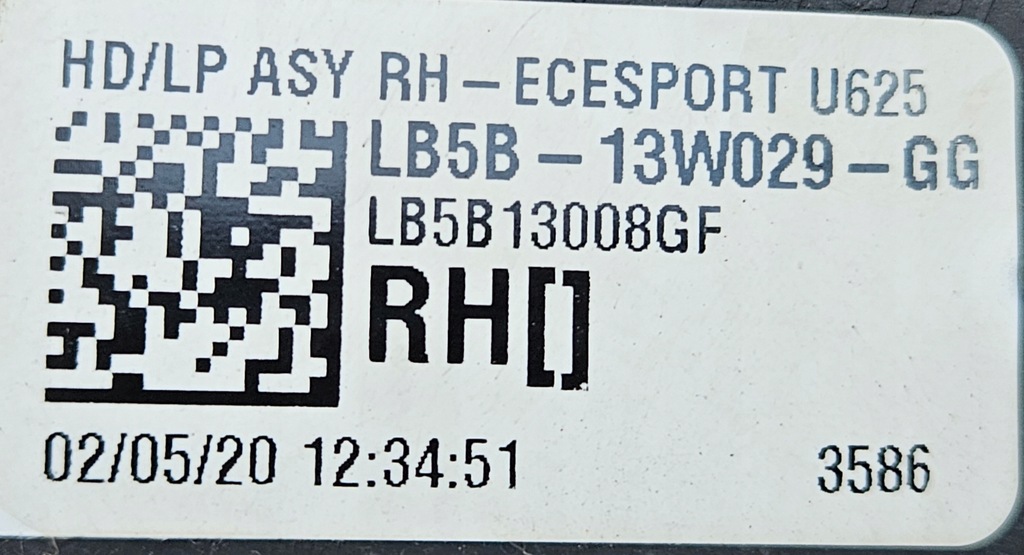 HD/LP ASY RH-ECESPORT U625
LB5B-13W029-GG
LB5B13008GF
RH[]
02/05/20 12:34:51 3586